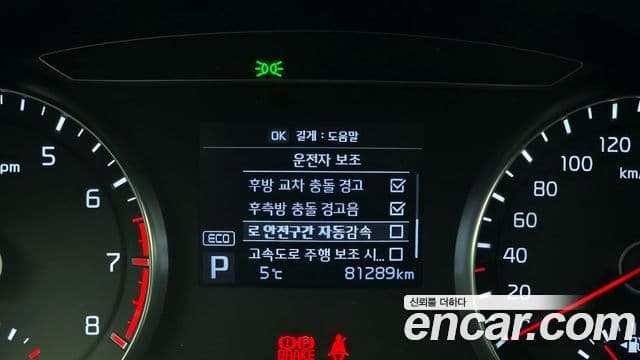 OK 길게 : 도움말
운전자 보조
후방 교차 충돌 경고
후측방 충돌 경고음
로 안전구간 자동감속
고속도로 주행 보조 시...
ECO
P
5℃ 81289km
pm
5
6
7
8
120
100
80
40
20
km/
BRAKE
신뢰를 더하다
encar.com